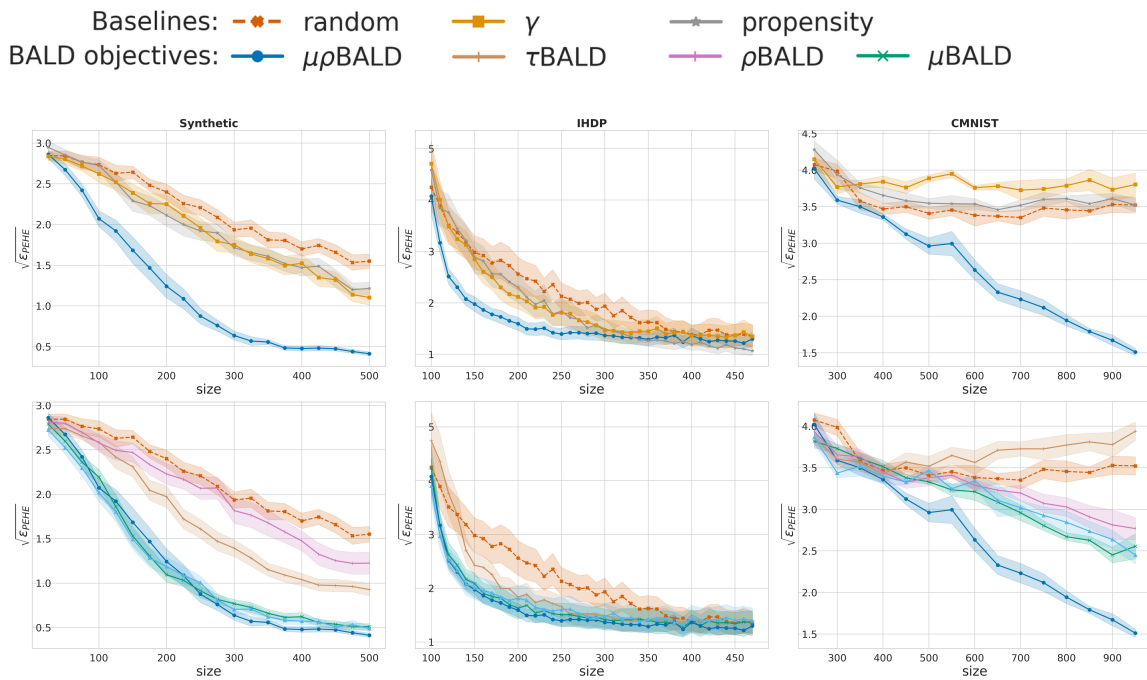 Baselines: random γ propensity
BALD objectives: μρBALD τBALD ρBALD μBALD
Synthetic
3.0
2.5
2.0
1.5
1.0
0.5
√ε_PEHE
100 200 300 400 500
size
IHDP
5
4
3
2
1
√ε_PEHE
100 150 200 250 300 350 400 450
size
CMNIST
4.5
4.0
3.5
3.0
2.5
2.0
1.5
√ε_PEHE
300 400 500 600 700 800 900
size
3.0
2.5
2.0
1.5
1.0
0.5
√ε_PEHE
100 200 300 400 500
size
5
4
3
2
1
√ε_PEHE
100 150 200 250 300 350 400 450
size
4.0
3.5
3.0
2.5
2.0
1.5
√ε_PEHE
300 400 500 600 700 800 900
size